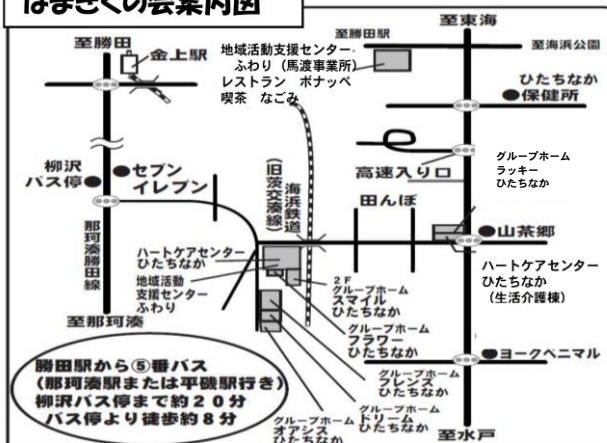 はまぎくの会案内図
至勝田
金上駅
至勝田駅
至東海
至海浜公園
地域活動支援センター
ふわり（馬渡事業所）
レストラン ボナッペ
喫茶 なごみ
ひたちなか
●保健所
柳沢
バス停●
●セブン
イレブン
高速入り口
グループホーム
ラッキー
ひたちなか
海浜鉄道
（旧茨交湊線）
田んぼ
●山茶郷
那珂湊勝田線
ハートケアセンター
ひたちなか
地域活動
支援センター
ふわり
ハートケアセンター
ひたちなか
（生活介護棟）
２Ｆ
グループホーム
スマイル
ひたちなか
至那珂湊
グループホーム
フラワー
ひたちなか
●ヨークベニマル
グループホーム
フレンズ
ひたちなか
グループホーム
ドリーム
ひたちなか
グループホーム
オアシス
ひたちなか
至水戸
勝田駅から⑤番バス
（那珂湊駅または平磯駅行き）
柳沢バス停まで約２０分
バス停より徒歩約８分